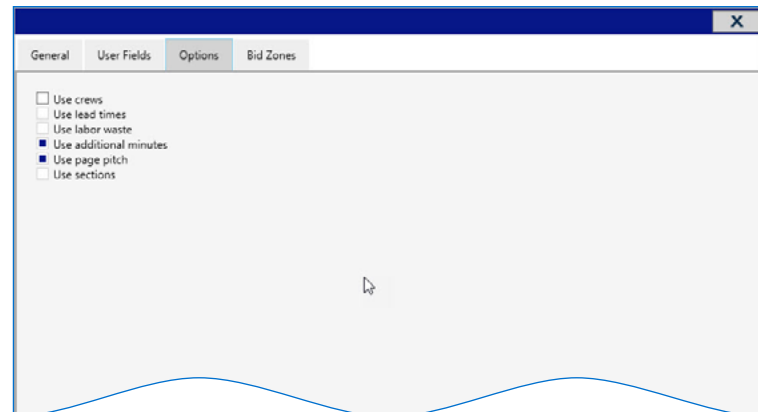 X
General User Fields Options Bid Zones
Use crews
Use lead times
Use labor waste
Use additional minutes
Use page pitch
Use sections